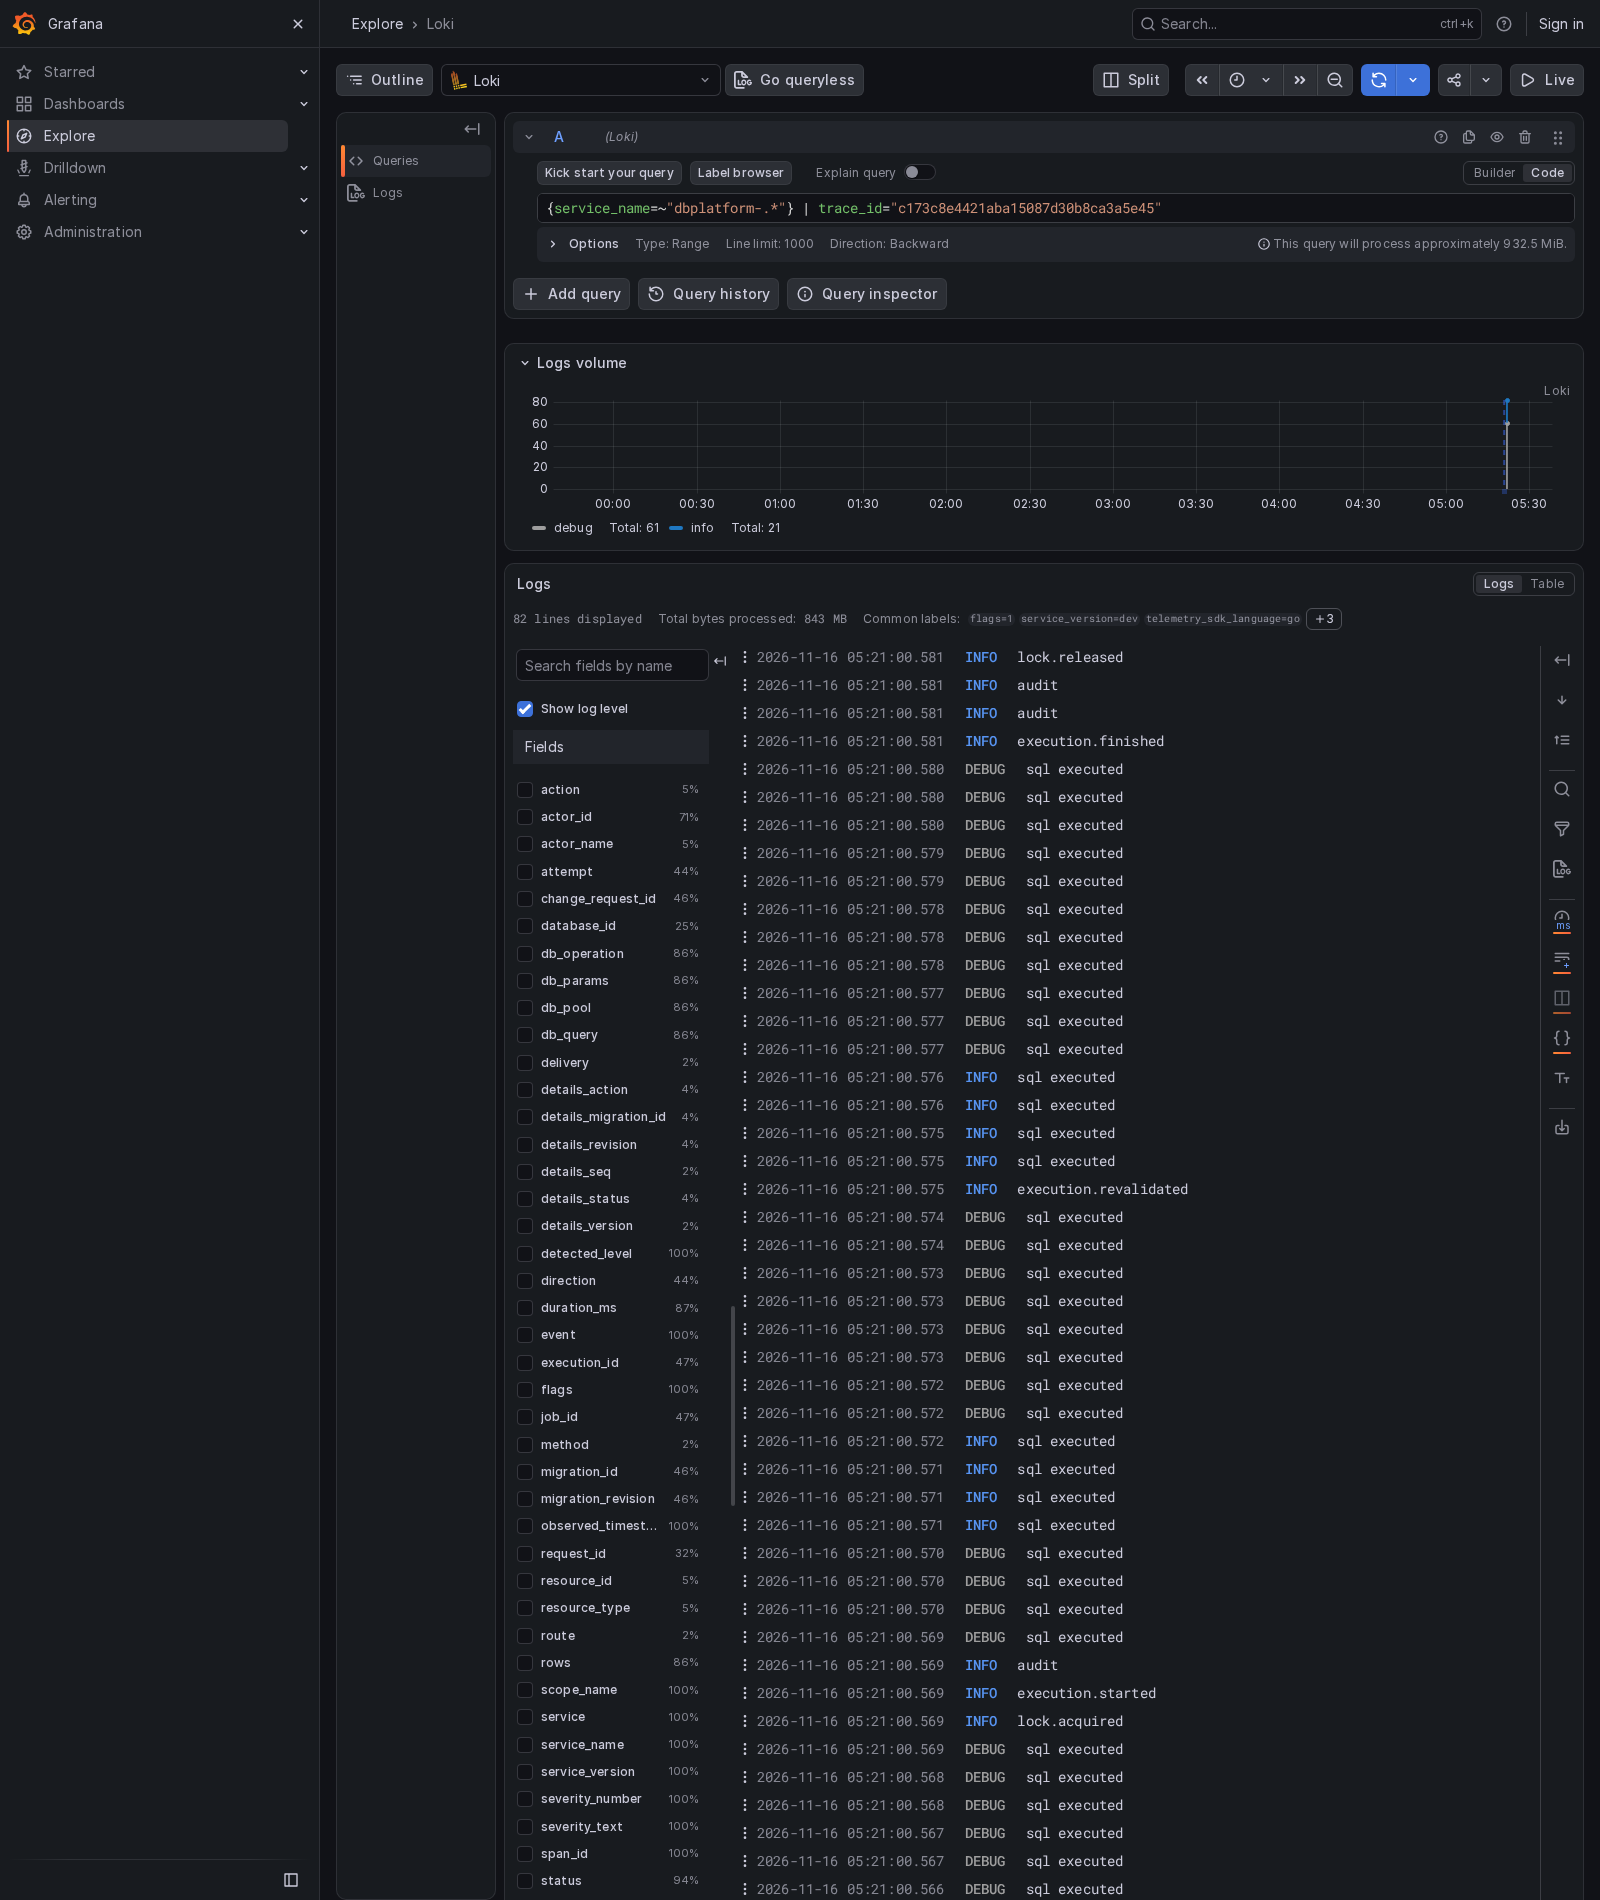 Grafana
Explore › Loki
Search...
ctrl+k
Sign in
Starred
Dashboards
Explore
Drilldown
Alerting
Administration
Outline
Loki
Go queryless
Split
Live
Queries
Logs
A
(Loki)
Kick start your query
Label browser
Explain query
Builder
Code
{service_name=~"dbplatform-.*"} | trace_id="c173c8e4421aba15087d30b8ca3a5e45"
Options
Type: Range
Line limit: 1000
Direction: Backward
This query will process approximately 932.5 MiB.
Add query
Query history
Query inspector
Logs volume
Loki
80
60
40
20
0
00:00 00:30 01:00 01:30 02:00 02:30 03:00 03:30 04:00 04:30 05:00 05:30
debug Total: 61 info Total: 21
Logs
Logs
Table
82 lines displayed Total bytes processed: 843 MB Common labels: flags=1 service_version=dev telemetry_sdk_language=go +3
Search fields by name
Show log level
Fields
action 5%
actor_id 71%
actor_name 5%
attempt 44%
change_request_id 46%
database_id 25%
db_operation 86%
db_params 86%
db_pool 86%
db_query 86%
delivery 2%
details_action 4%
details_migration_id 4%
details_revision 4%
details_seq 2%
details_status 4%
details_version 2%
detected_level 100%
direction 44%
duration_ms 87%
event 100%
execution_id 47%
flags 100%
job_id 47%
method 2%
migration_id 46%
migration_revision 46%
observed_timest... 100%
request_id 32%
resource_id 5%
resource_type 5%
route 2%
rows 86%
scope_name 100%
service 100%
service_name 100%
service_version 100%
severity_number 100%
severity_text 100%
span_id 100%
status 94%
2026-11-16 05:21:00.581 INFO lock.released
2026-11-16 05:21:00.581 INFO audit
2026-11-16 05:21:00.581 INFO audit
2026-11-16 05:21:00.581 INFO execution.finished
2026-11-16 05:21:00.580 DEBUG sql executed
2026-11-16 05:21:00.580 DEBUG sql executed
2026-11-16 05:21:00.580 DEBUG sql executed
2026-11-16 05:21:00.579 DEBUG sql executed
2026-11-16 05:21:00.579 DEBUG sql executed
2026-11-16 05:21:00.578 DEBUG sql executed
2026-11-16 05:21:00.578 DEBUG sql executed
2026-11-16 05:21:00.578 DEBUG sql executed
2026-11-16 05:21:00.577 DEBUG sql executed
2026-11-16 05:21:00.577 DEBUG sql executed
2026-11-16 05:21:00.577 DEBUG sql executed
2026-11-16 05:21:00.576 INFO sql executed
2026-11-16 05:21:00.576 INFO sql executed
2026-11-16 05:21:00.575 INFO sql executed
2026-11-16 05:21:00.575 INFO sql executed
2026-11-16 05:21:00.575 INFO execution.revalidated
2026-11-16 05:21:00.574 DEBUG sql executed
2026-11-16 05:21:00.574 DEBUG sql executed
2026-11-16 05:21:00.573 DEBUG sql executed
2026-11-16 05:21:00.573 DEBUG sql executed
2026-11-16 05:21:00.573 DEBUG sql executed
2026-11-16 05:21:00.573 DEBUG sql executed
2026-11-16 05:21:00.572 DEBUG sql executed
2026-11-16 05:21:00.572 DEBUG sql executed
2026-11-16 05:21:00.572 INFO sql executed
2026-11-16 05:21:00.571 INFO sql executed
2026-11-16 05:21:00.571 INFO sql executed
2026-11-16 05:21:00.571 INFO sql executed
2026-11-16 05:21:00.570 DEBUG sql executed
2026-11-16 05:21:00.570 DEBUG sql executed
2026-11-16 05:21:00.570 DEBUG sql executed
2026-11-16 05:21:00.569 DEBUG sql executed
2026-11-16 05:21:00.569 INFO audit
2026-11-16 05:21:00.569 INFO execution.started
2026-11-16 05:21:00.569 INFO lock.acquired
2026-11-16 05:21:00.569 DEBUG sql executed
2026-11-16 05:21:00.568 DEBUG sql executed
2026-11-16 05:21:00.568 DEBUG sql executed
2026-11-16 05:21:00.567 DEBUG sql executed
2026-11-16 05:21:00.567 DEBUG sql executed
2026-11-16 05:21:00.566 DEBUG sql executed
LOG
ms